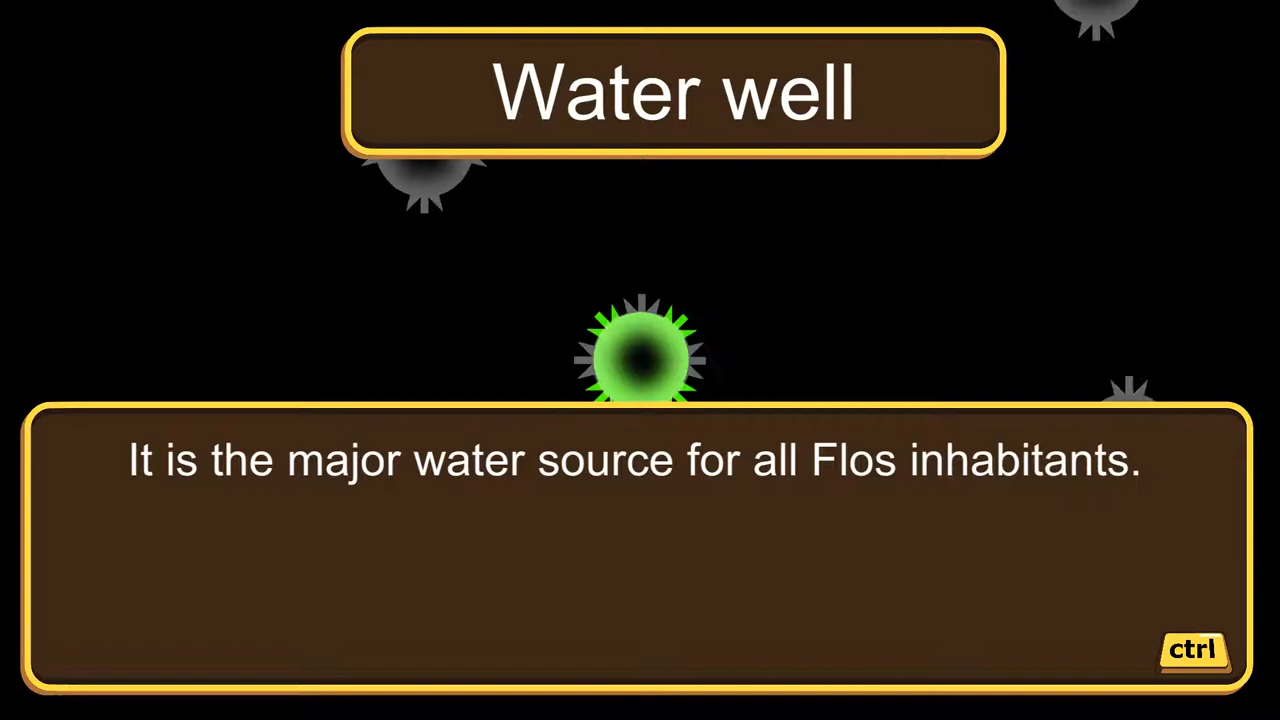 Water well
It is the major water source for all Flos inhabitants.
ctrl